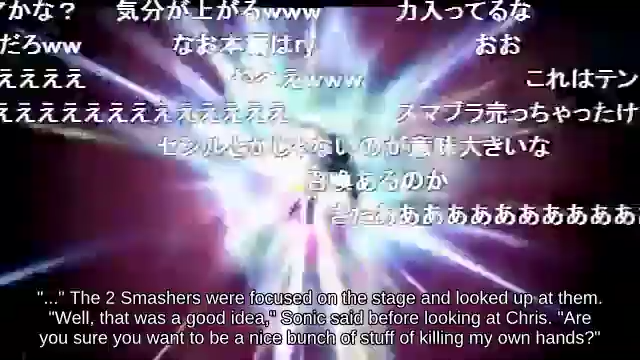 アかな? 気分が上がるwww 力入ってるな
だろww なお本編はry おお
えええええ これはテン
ええええええええええええ スマブラ売っちゃったけ
セシルとかじゃないのが意味大きいな
召喚あるのか
きたああああああああああああ
"..." The 2 Smashers were focused on the stage and looked up at them.
"Well, that was a good idea," Sonic said before looking at Chris. "Are
you sure you want to be a nice bunch of stuff of killing my own hands?"